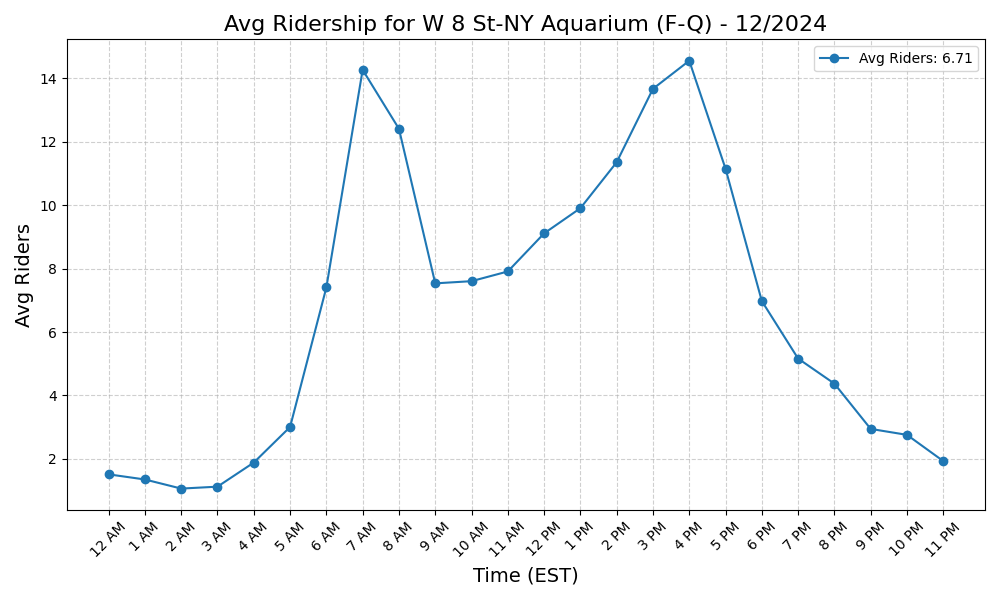 Avg Ridership for W 8 St-NY Aquarium (F-Q) - 12/2024
Avg Riders: 6.71
Avg Riders
14
12
10
8
6
4
2
12 AM
1 AM
2 AM
3 AM
4 AM
5 AM
6 AM
7 AM
8 AM
9 AM
10 AM
11 AM
12 PM
1 PM
2 PM
3 PM
4 PM
5 PM
6 PM
7 PM
8 PM
9 PM
10 PM
11 PM
Time (EST)